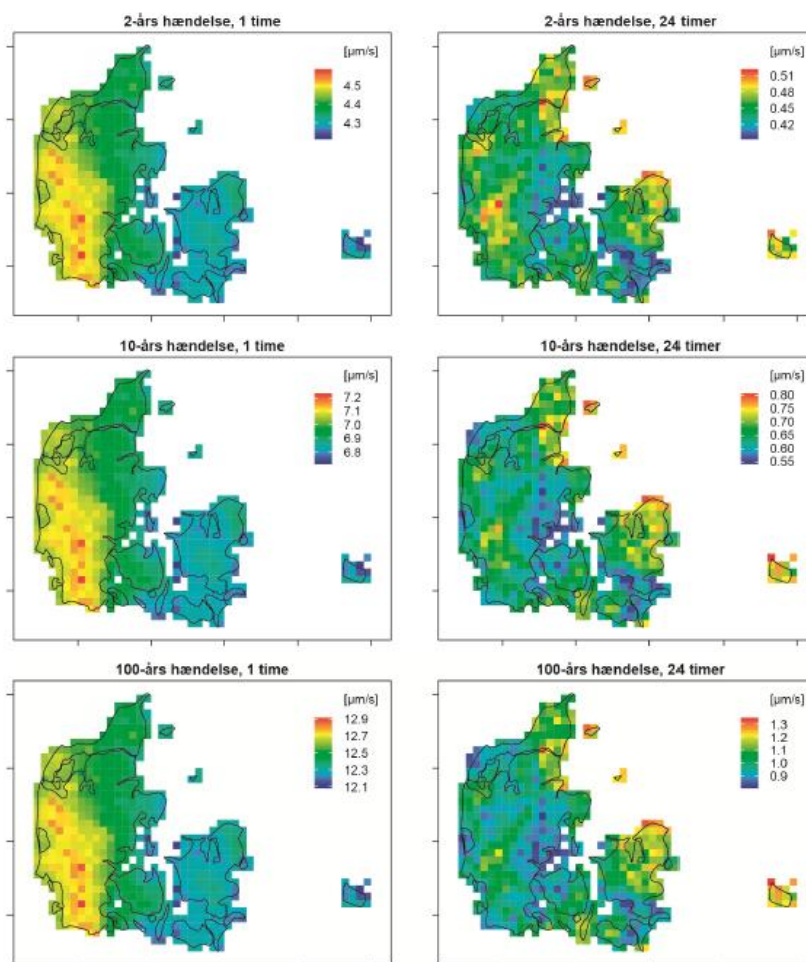 2-års hændelse, 1 time
[µm/s]
4.5
4.4
4.3
2-års hændelse, 24 timer
[µm/s]
0.51
0.48
0.45
0.42
10-års hændelse, 1 time
[µm/s]
7.2
7.1
7.0
6.9
6.8
10-års hændelse, 24 timer
[µm/s]
0.80
0.75
0.70
0.65
0.60
0.55
100-års hændelse, 1 time
[µm/s]
12.9
12.7
12.5
12.3
12.1
100-års hændelse, 24 timer
[µm/s]
1.3
1.2
1.1
1.0
0.9